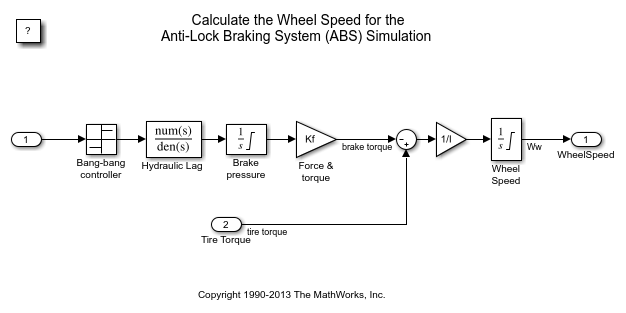 Calculate the Wheel Speed for the
Anti-Lock Braking System (ABS) Simulation
?
1
Bang-bang
controller
num(s)
den(s)
Hydraulic Lag
1
s
Brake
pressure
Kf
Force &
torque
brake torque
-
+
1/I
1
s
Wheel
Speed
Ww
1
WheelSpeed
2
Tire Torque
tire torque
Copyright 1990-2013 The MathWorks, Inc.